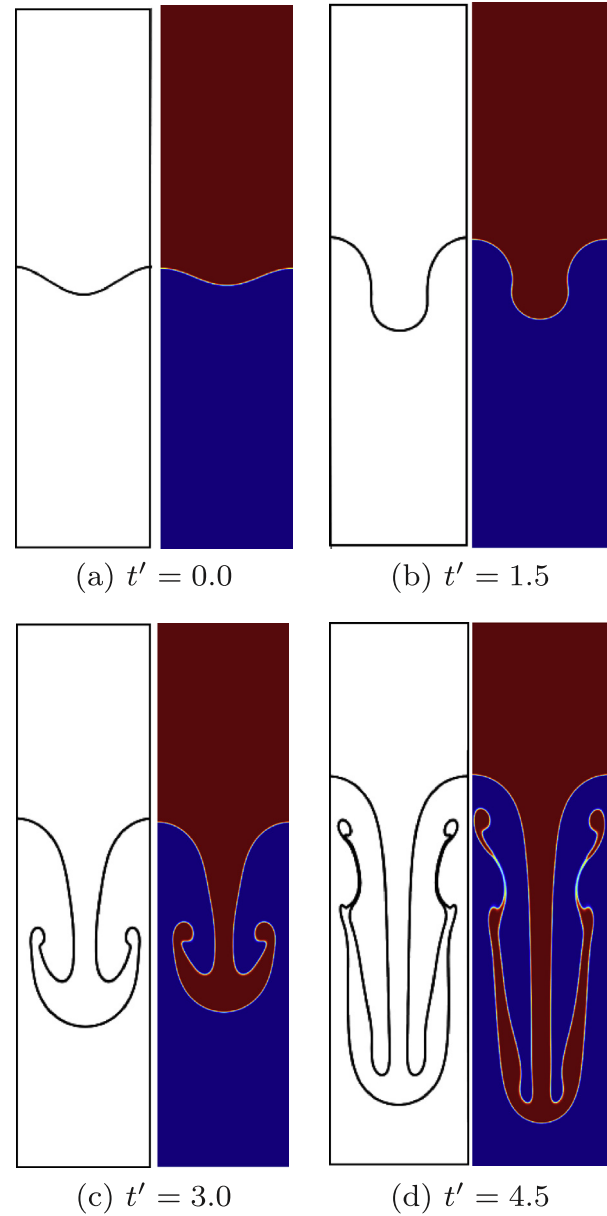 (a) t′ = 0.0
(b) t′ = 1.5
(c) t′ = 3.0
(d) t′ = 4.5